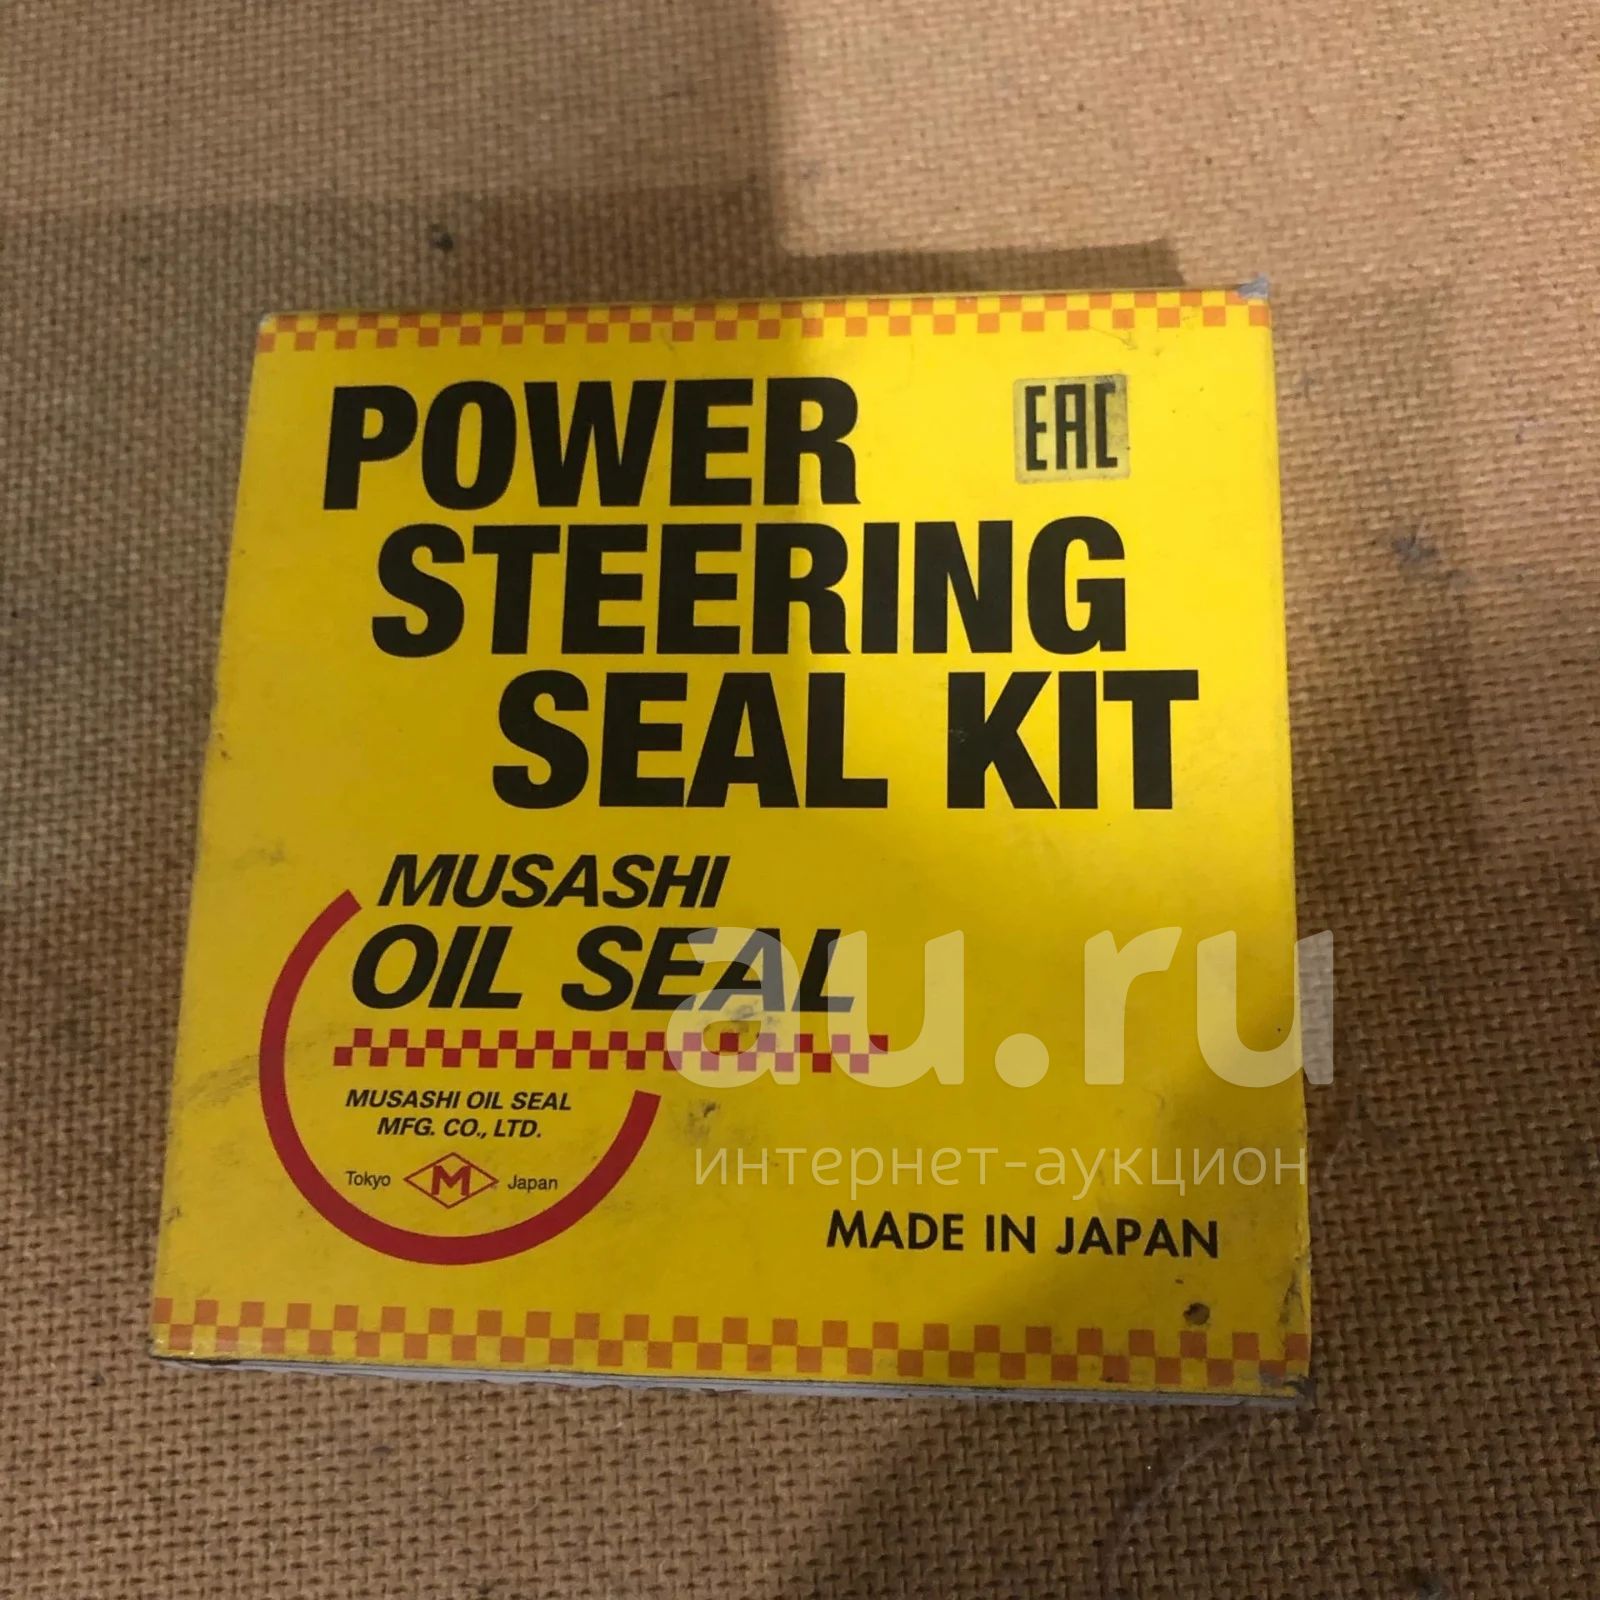 POWER
EAC
STEERING
SEAL KIT
MUSASHI
OIL SEAL
au.ru
MUSASHI OIL SEAL
MFG. CO., LTD.
интернет-аукцион
Tokyo M Japan
MADE IN JAPAN